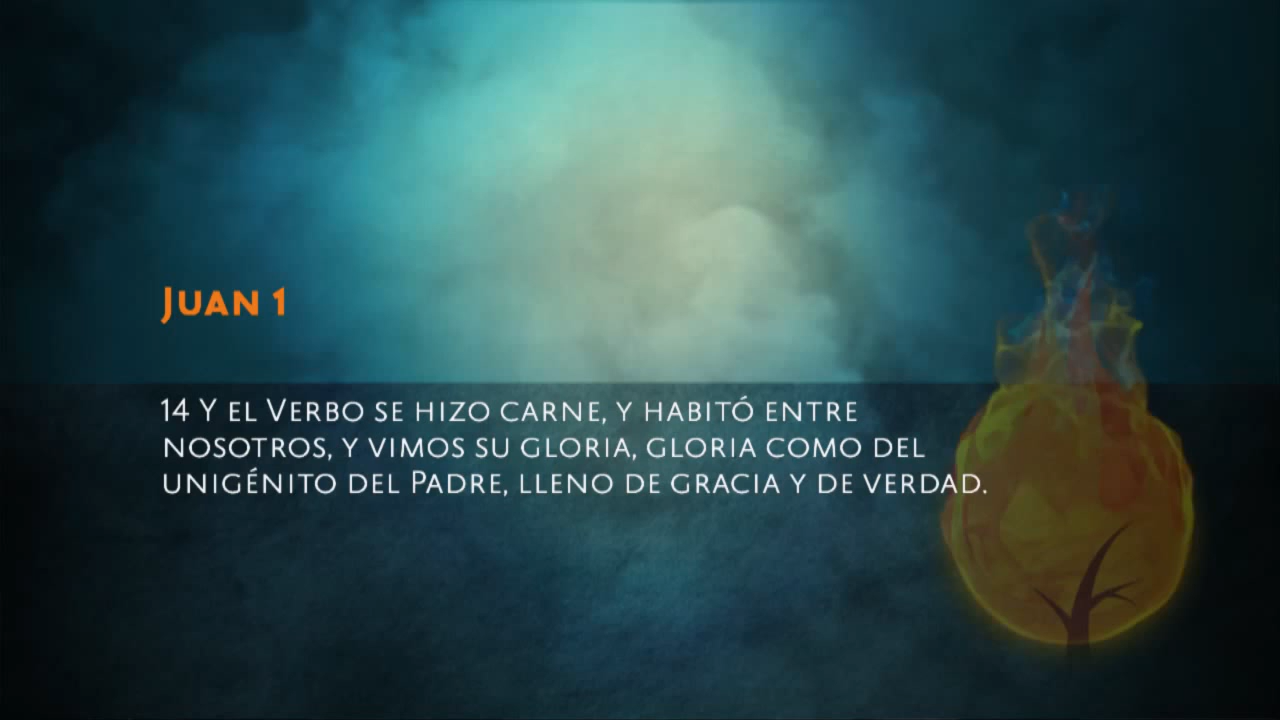 Juan 1
14 Y el Verbo se hizo carne, y habitó entre
nosotros, y vimos su gloria, gloria como del
unigénito del Padre, lleno de gracia y de verdad.